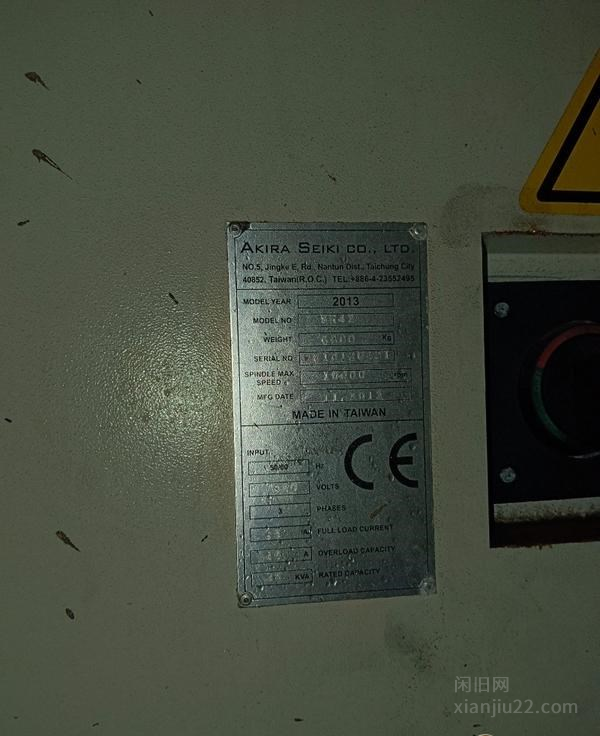 AKIRA SEIKI CO., LTD.
NO.5, Jingke E. Rd., Nantun Dist., Taichung City
40852, Taiwan(R.O.C.) TEL:+886-4-23592495
MODEL YEAR 2013
MODEL NO
WEIGHT Kg
SERIAL NO
SPINDLE MAX SPEED 10000 rpm
MFG DATE
MADE IN TAIWAN
INPUT
50/60 Hz
VOLTS
3 PHASES
A FULL LOAD CURRENT
A OVERLOAD CAPACITY
KVA RATED CAPACITY
CE
闲旧网
xianjiu22.com